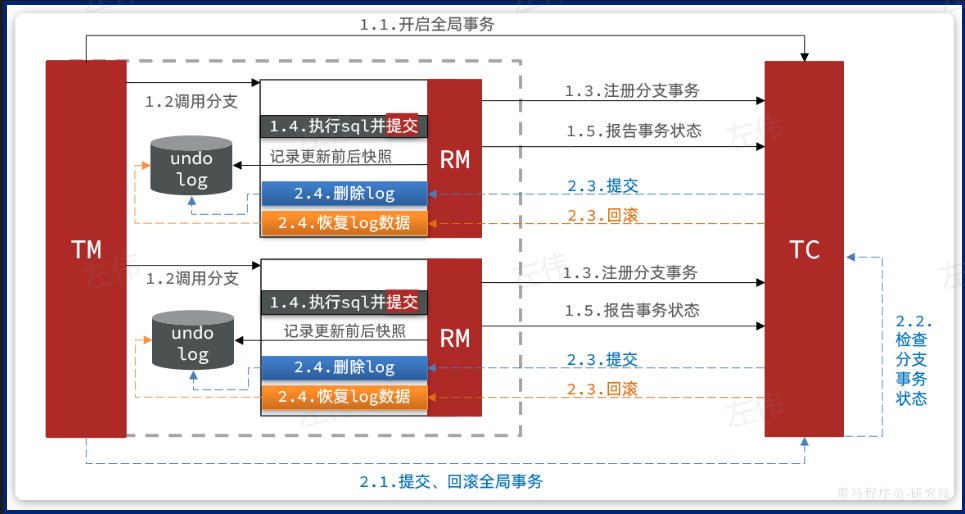 1.1.开启全局事务
TM
1.2调用分支
undo
log
1.4.执行sql并提交
记录更新前后快照
2.4.删除log
2.4.恢复log数据
RM
1.3.注册分支事务
1.5.报告事务状态
2.3.提交
2.3.回滚
TC
1.2调用分支
undo
log
1.4.执行sql并提交
记录更新前后快照
2.4.删除log
2.4.恢复log数据
RM
1.3.注册分支事务
1.5.报告事务状态
2.3.提交
2.3.回滚
2.2.
检查
分支
事务
状态
2.1.提交、回滚全局事务
左伟
左伟
左伟
左伟
黑马程序员-研究院